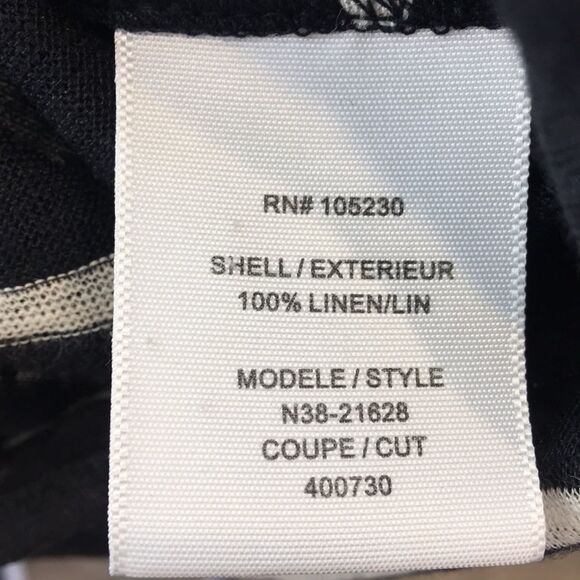 RN# 105230
SHELL / EXTERIEUR
100% LINEN/LIN
MODELE / STYLE
N38-21628
COUPE / CUT
400730